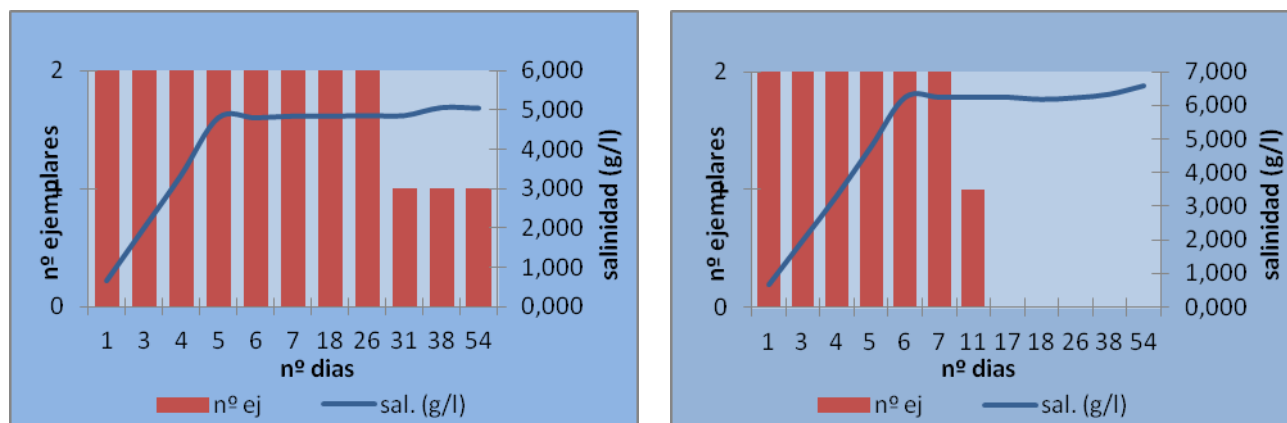 nº ejemplares
2
0
6,000
5,000
4,000
3,000
2,000
1,000
0,000
salinidad (g/l)
1 3 4 5 6 7 18 26 31 38 54
nº dias
nº ej sal. (g/l)
nº ejemplares
2
0
7,000
6,000
5,000
4,000
3,000
2,000
1,000
0,000
salinidad (g/l)
1 3 4 5 6 7 11 17 18 26 38 54
nº dias
nº ej sal. (g/l)